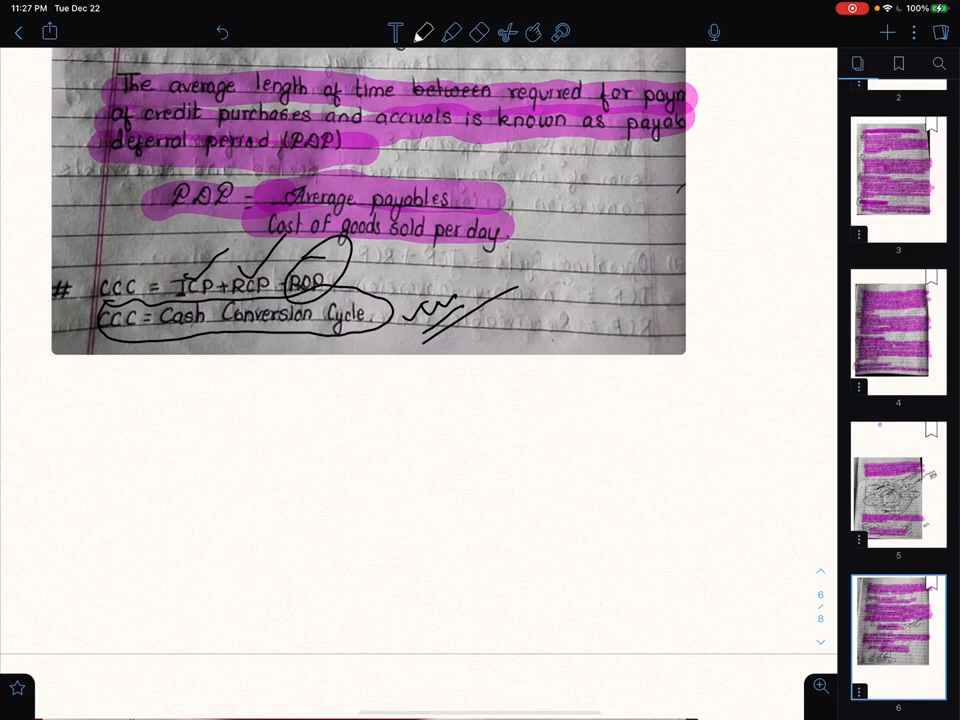 11:27 PM Tue Dec 22
100%
The average length of time between required for paym
of credit purchases and accruals is known as payab
deferral period (PDP)
PDP = Average payables
Cost of goods sold per day.
# CCC = ICP + RCP - PDP
CCC = Cash Conversion Cycle.
2
3
4
5
6
6
/
8